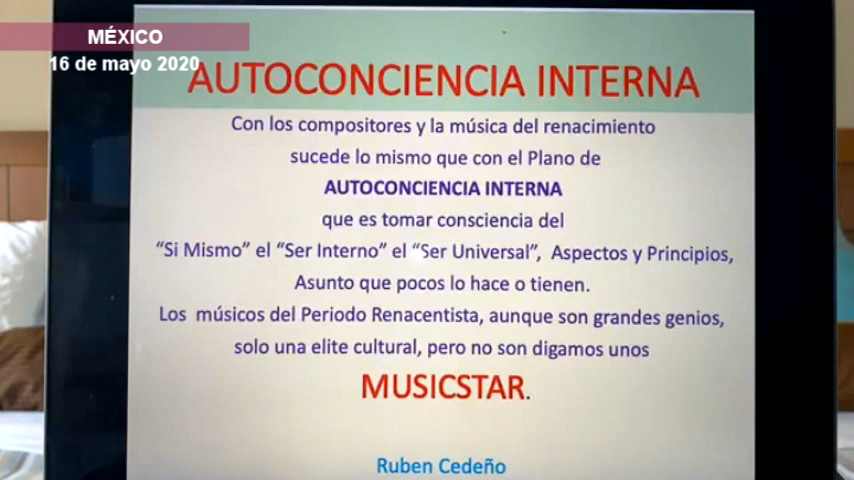 MÉXICO
16 de mayo 2020
AUTOCONCIENCIA INTERNA
Con los compositores y la música del renacimiento
sucede lo mismo que con el Plano de
AUTOCONCIENCIA INTERNA
que es tomar consciencia del
“Si Mismo” el “Ser Interno” el “Ser Universal”, Aspectos y Principios,
Asunto que pocos lo hace o tienen.
Los músicos del Periodo Renacentista, aunque son grandes genios,
solo una elite cultural, pero no son digamos unos
MUSICSTAR.
Ruben Cedeño